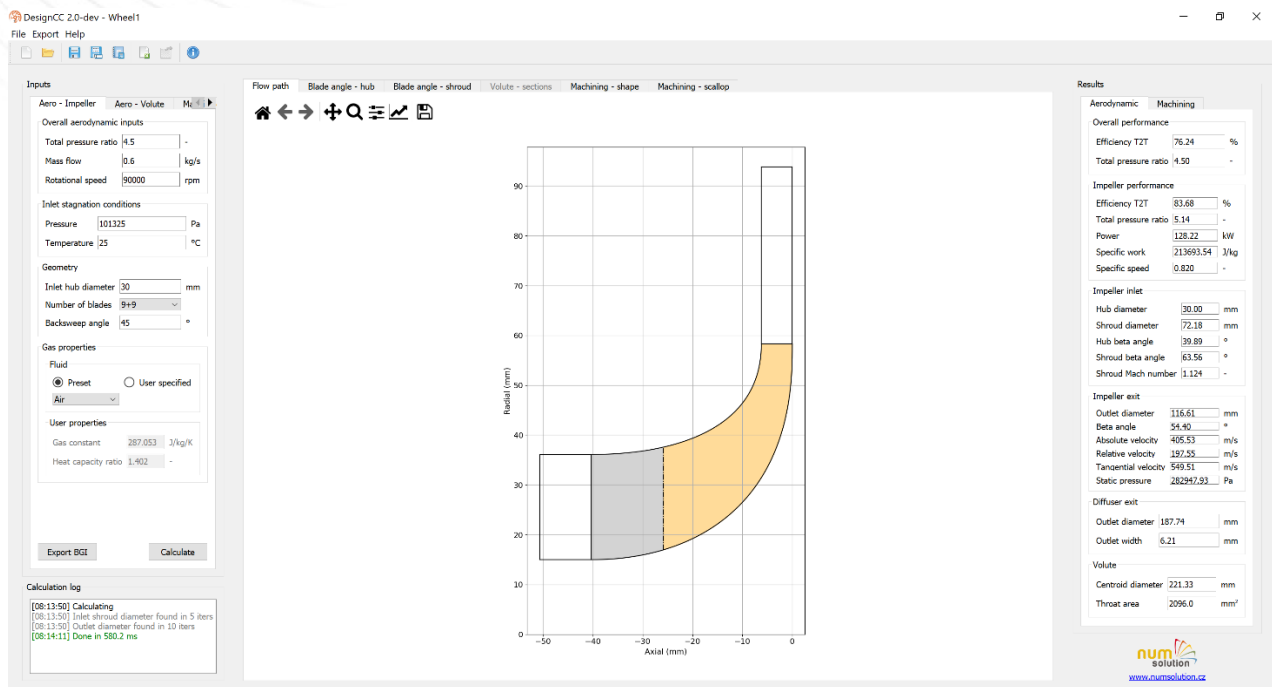 DesignCC 2.0-dev - Wheel1
File Export Help
Inputs
Aero - Impeller Aero - Volute
Overall aerodynamic inputs
Total pressure ratio 4.5 -
Mass flow 0.6 kg/s
Rotational speed 90000 rpm
Inlet stagnation conditions
Pressure 101325 Pa
Temperature 25 ºC
Geometry
Inlet hub diameter 30 mm
Number of blades 9+9
Backsweep angle 45 º
Gas properties
Fluid
Preset User specified
Air
User properties
Gas constant 287.053 J/kg/K
Heat capacity ratio 1.402 -
Export BGI Calculate
Calculation log
[08:13:50] Calculating
[08:13:50] Inlet shroud diameter found in 5 iters
[08:13:50] Outlet diameter found in 10 iters
[08:14:11] Done in 580.2 ms
Flow path Blade angle - hub Blade angle - shroud Volute - sections Machining - shape Machining - scallop
90
80
70
60
50
40
30
20
10
0
Radial (mm)
−50 −40 −30 −20 −10 0
Axial (mm)
Results
Aerodynamic Machining
Overall performance
Efficiency T2T 76.24 %
Total pressure ratio 4.50 -
Impeller performance
Efficiency T2T 83.68 %
Total pressure ratio 5.14 -
Power 128.22 kW
Specific work 213693.54 J/kg
Specific speed 0.820 -
Impeller inlet
Hub diameter 30.00 mm
Shroud diameter 72.18 mm
Hub beta angle 39.89 º
Shroud beta angle 63.56 º
Shroud Mach number 1.124 -
Impeller exit
Outlet diameter 116.61 mm
Beta angle 54.40 º
Absolute velocity 405.53 m/s
Relative velocity 197.55 m/s
Tangential velocity 549.51 m/s
Static pressure 282947.93 Pa
Diffuser exit
Outlet diameter 187.74 mm
Outlet width 6.21 mm
Volute
Centroid diameter 221.33 mm
Throat area 2096.0 mm²
num
solution
www.numsolution.cz